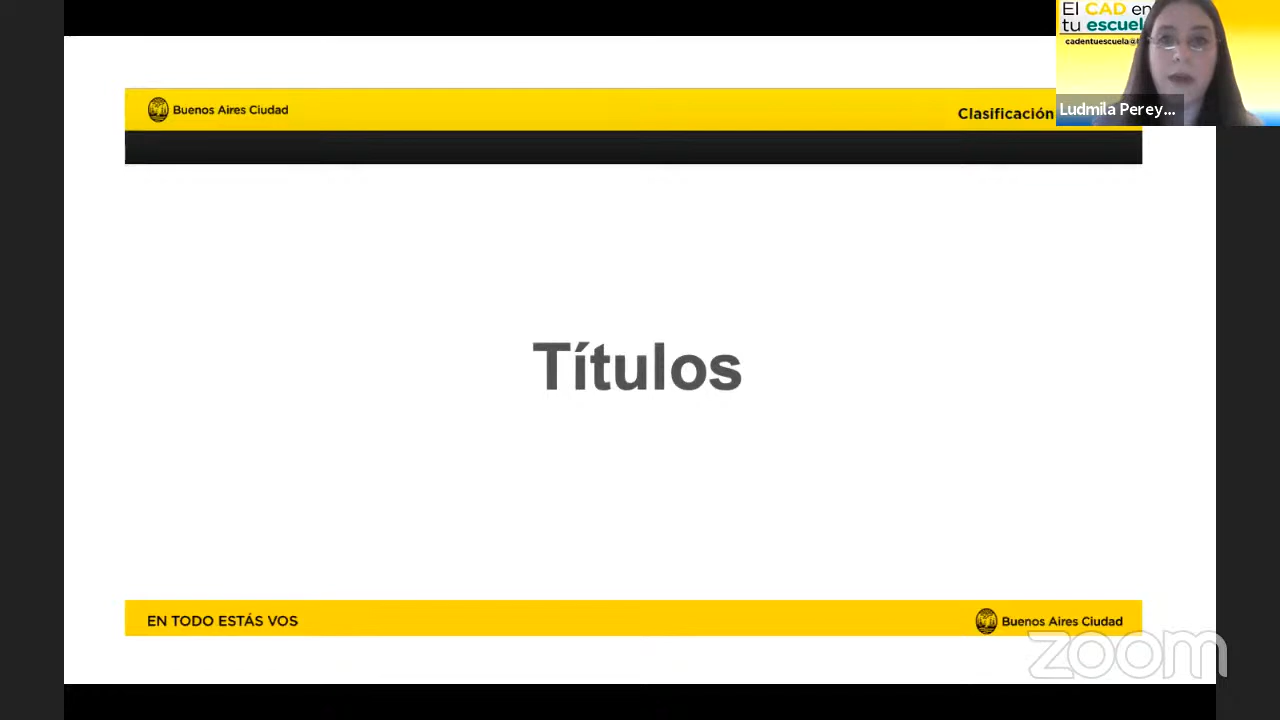 El CAD en
tu escuel
cadentuescuela@
Ludmila Perey...
Buenos Aires Ciudad
Clasificación
Títulos
EN TODO ESTÁS VOS
Buenos Aires Ciudad
zoom